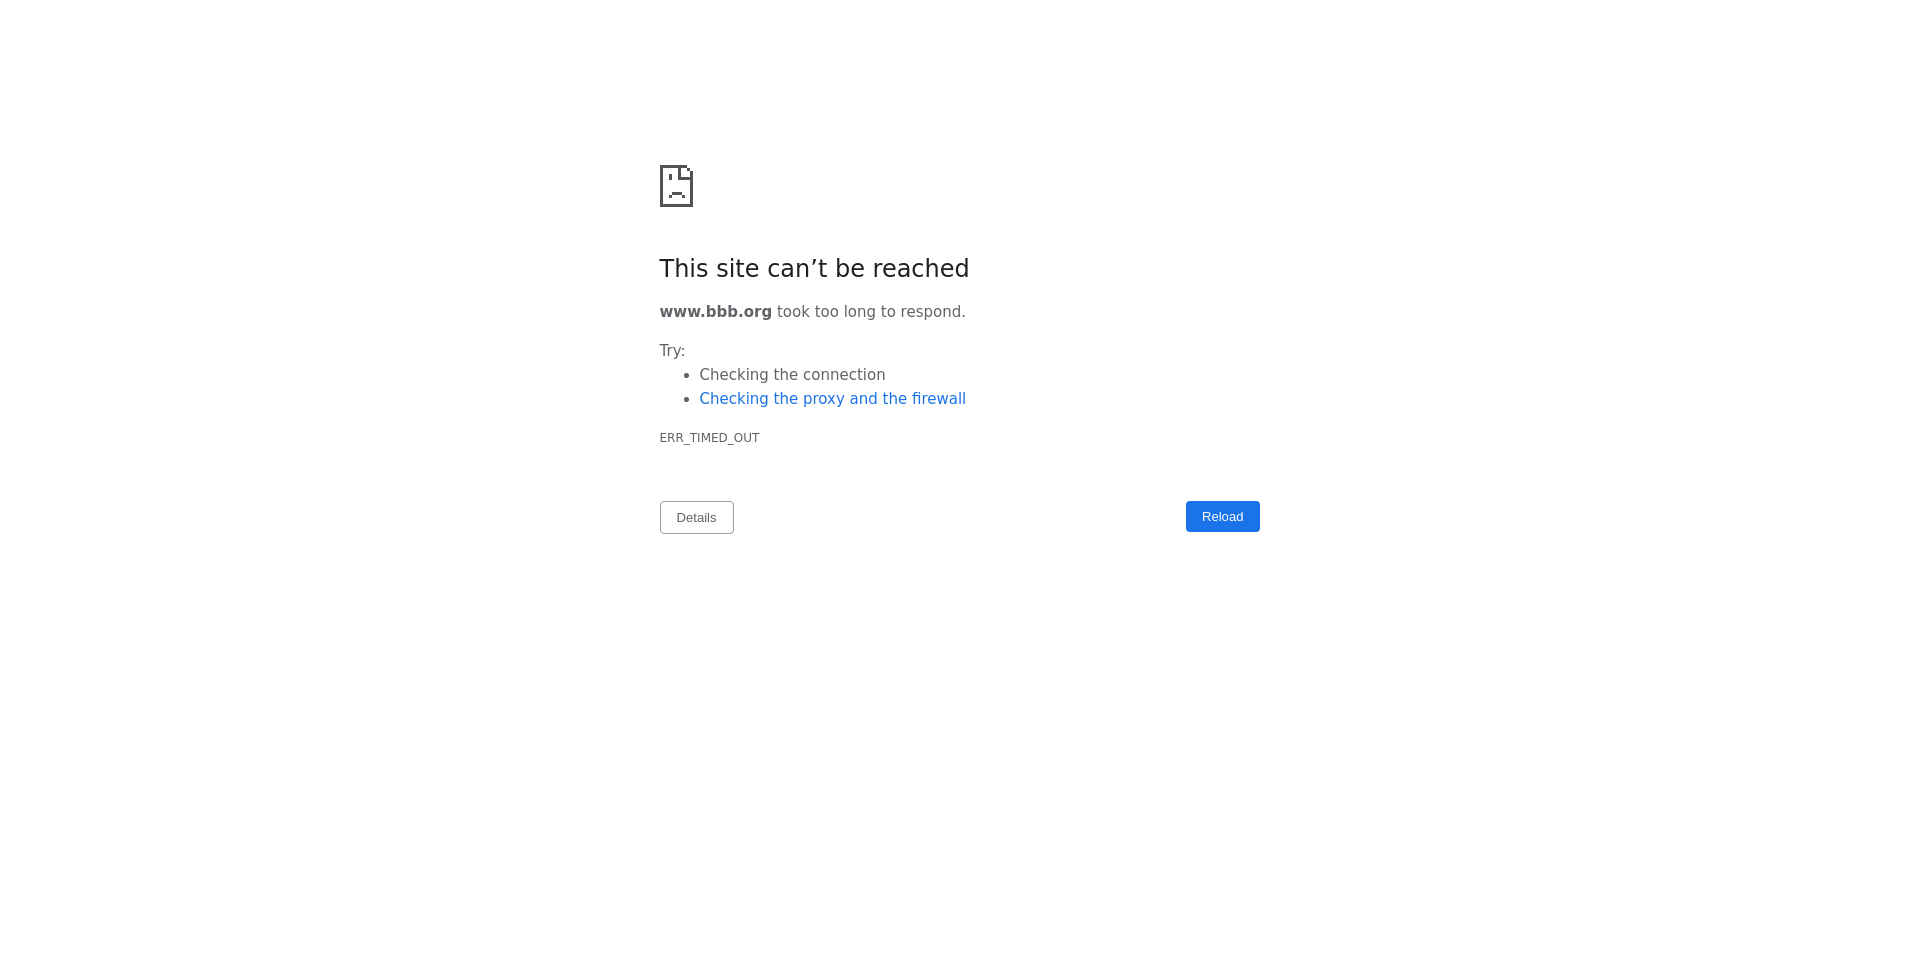 This site can’t be reached
www.bbb.org took too long to respond.
Try:
Checking the connection
Checking the proxy and the firewall
ERR_TIMED_OUT
Details
Reload